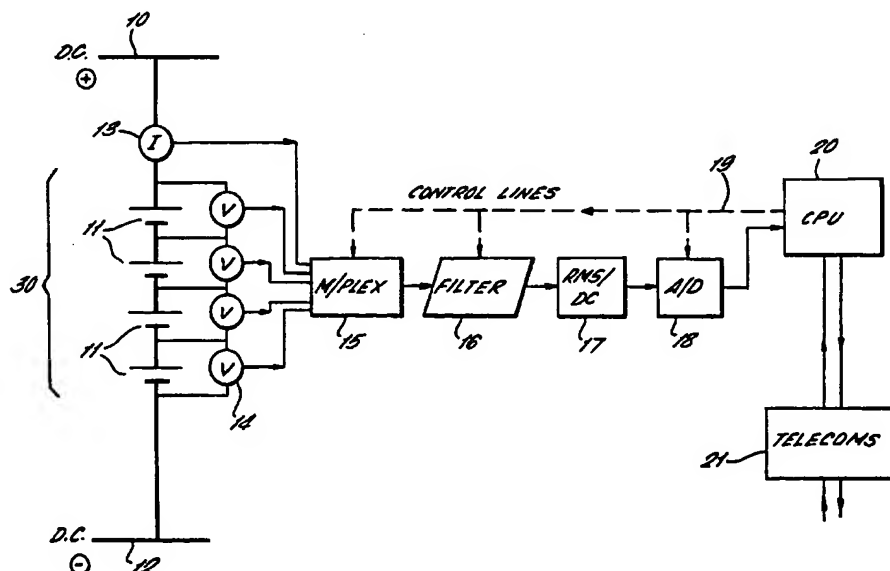 10
D.C.
+
13
I
20
CPU
CONTROL LINES
19
V
11
V
30
M/PLEX
FILTER
RMS/
DC
A/D
15
16
17
18
V
11
V
14
TELECOMS
21
D.C.
12
-